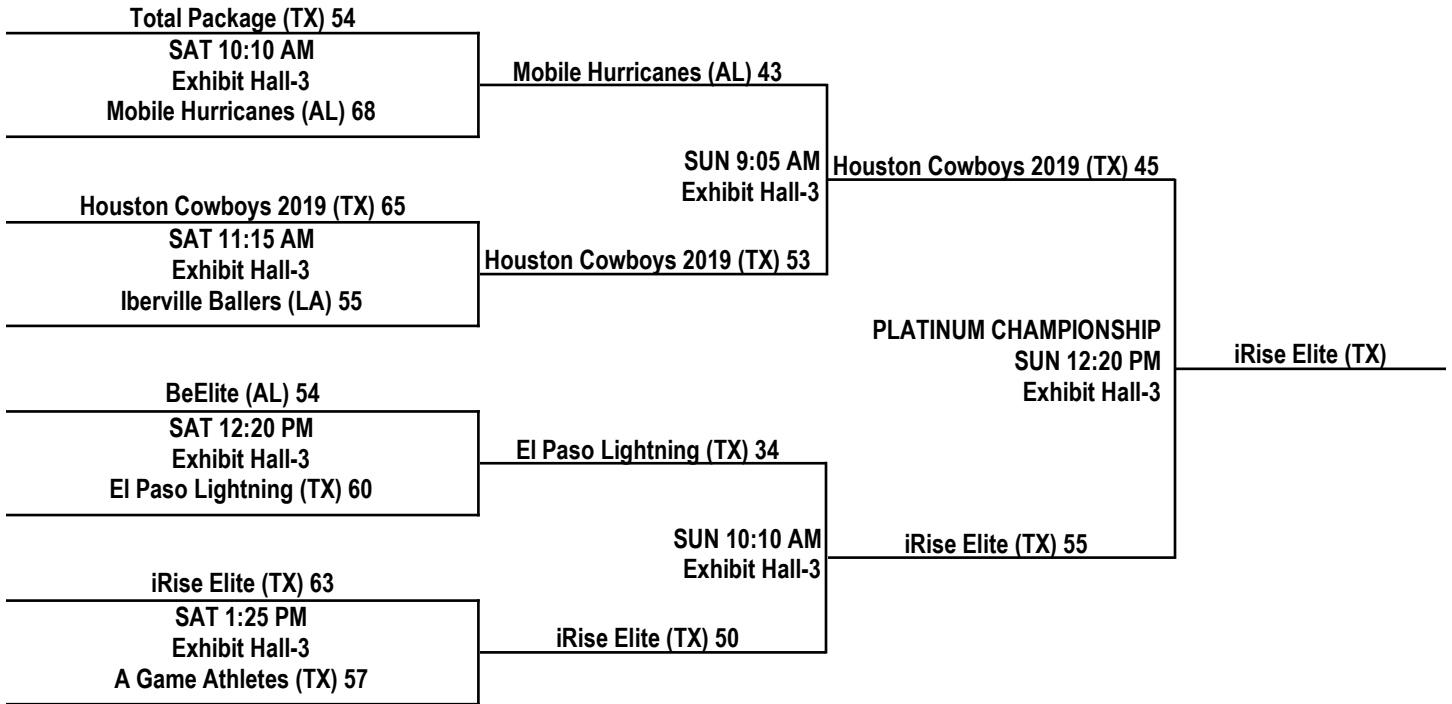 Total Package (TX) 54
SAT 10:10 AM
Exhibit Hall-3
Mobile Hurricanes (AL) 68
Mobile Hurricanes (AL) 43
SUN 9:05 AM
Exhibit Hall-3
Houston Cowboys 2019 (TX) 45
Houston Cowboys 2019 (TX) 65
SAT 11:15 AM
Exhibit Hall-3
Iberville Ballers (LA) 55
Houston Cowboys 2019 (TX) 53
PLATINUM CHAMPIONSHIP
SUN 12:20 PM
Exhibit Hall-3
iRise Elite (TX)
BeElite (AL) 54
SAT 12:20 PM
Exhibit Hall-3
El Paso Lightning (TX) 60
El Paso Lightning (TX) 34
SUN 10:10 AM
Exhibit Hall-3
iRise Elite (TX) 55
iRise Elite (TX) 63
SAT 1:25 PM
Exhibit Hall-3
A Game Athletes (TX) 57
iRise Elite (TX) 50